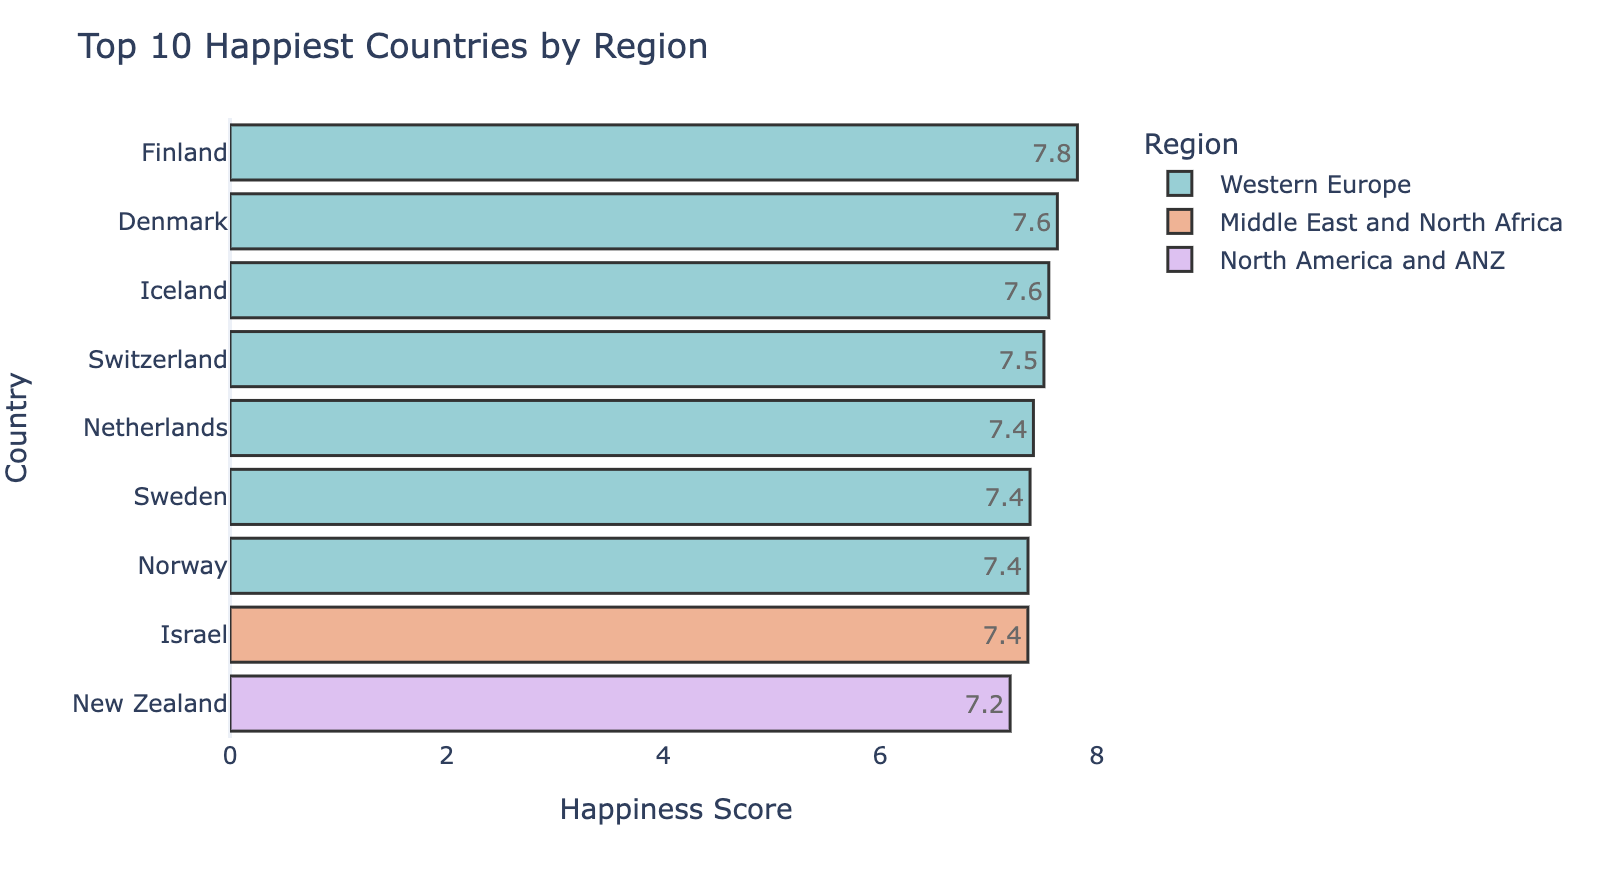 Top 10 Happiest Countries by Region
Finland 7.8
Denmark 7.6
Iceland 7.6
Switzerland 7.5
Netherlands 7.4
Sweden 7.4
Norway 7.4
Israel 7.4
New Zealand 7.2
0 2 4 6 8
Happiness Score
Country
Region
Western Europe
Middle East and North Africa
North America and ANZ